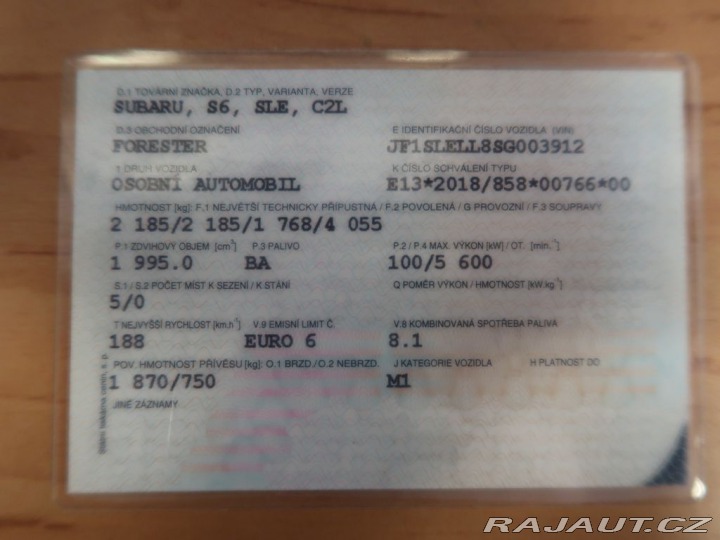 D.1 TOVÁRNÍ ZNAČKA, D.2 TYP, VARIANTA, VERZE
SUBARU, S6, SLE, C2L
D.3 OBCHODNÍ OZNAČENÍ E IDENTIFIKAČNÍ ČÍSLO VOZIDLA (VIN)
FORESTER JF1SLELL8SG003912
1 DRUH VOZIDLA K ČÍSLO SCHVÁLENÍ TYPU
OSOBNÍ AUTOMOBIL E13*2018/858*00766*00
HMOTNOST [kg]: F.1 NEJVĚTŠÍ TECHNICKY PŘÍPUSTNÁ / F.2 POVOLENÁ / G PROVOZNÍ / F.3 SOUPRAVY
2 185/2 185/1 768/4 055
P.1 ZDVIHOVÝ OBJEM [cm³] P.3 PALIVO P.2 / P.4 MAX. VÝKON [kW] / OT. [min.⁻¹]
1 995.0 BA 100/5 600
S.1 / S.2 POČET MÍST K SEZENÍ / K STÁNÍ Q POMĚR VÝKON / HMOTNOST [kW.kg⁻¹]
5/0
T NEJVYŠŠÍ RYCHLOST [km.h⁻¹] V.9 EMISNÍ LIMIT Č. V.8 KOMBINOVANÁ SPOTŘEBA PALIVA
188 EURO 6 8.1
POV. HMOTNOST PŘÍVĚSU [kg]: O.1 BRZD./O.2 NEBRZD. J KATEGORIE VOZIDLA H PLATNOST DO
1 870/750 M1
JINÉ ZÁZNAMY
RAJAUT.CZ